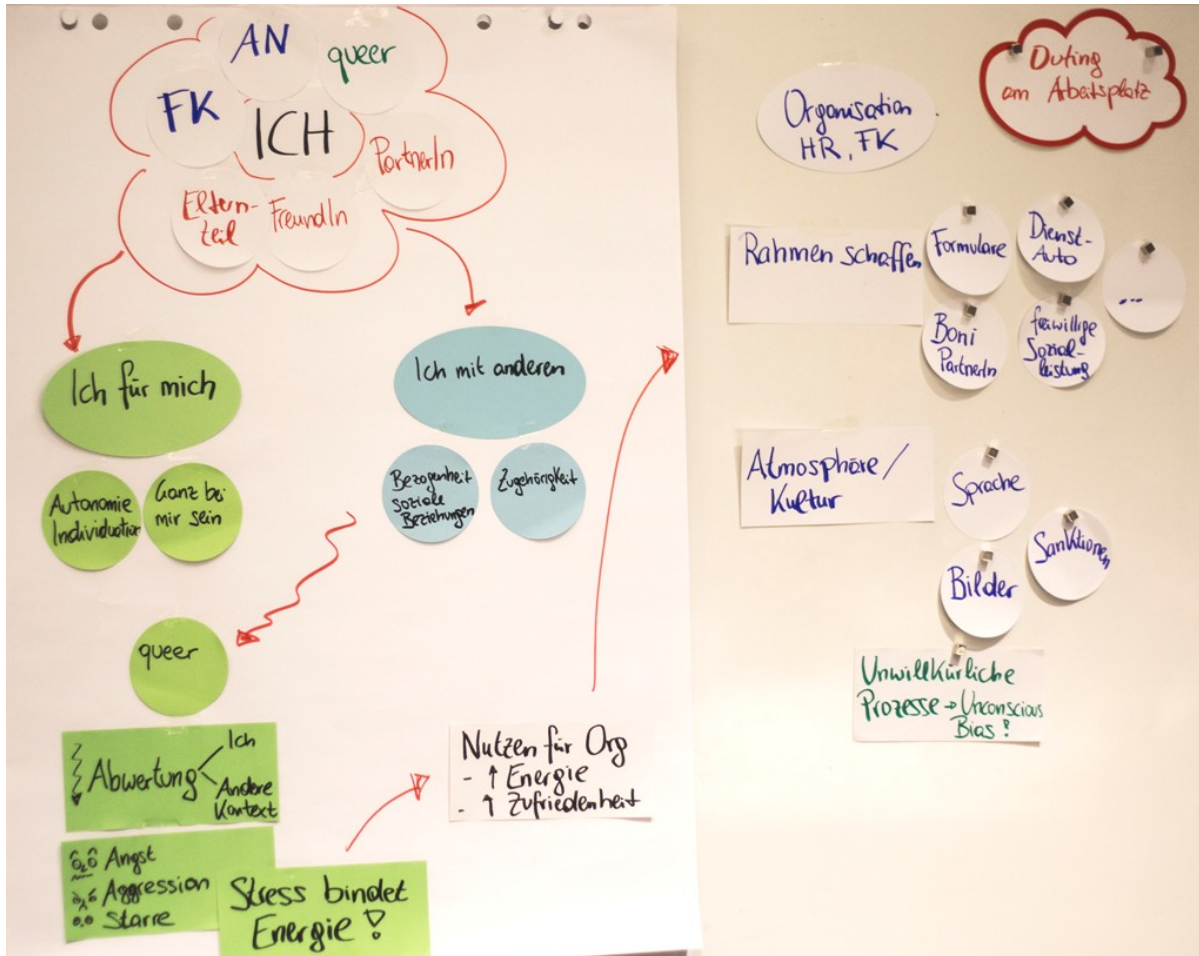 AN
queer
FK
ICH
PartnerIn
Eltern-
teil
FreundIn
Ich für mich
Autonomie
Individuation
Ganz bei
mir sein
Ich mit anderen
Bezogenheit
soziale
Beziehungen
Zugehörigkeit
queer
Abwertung
Ich
Andere
Kontext
Angst
Aggression
Starre
Stress bindet
Energie!
Nutzen für Org
- ↑ Energie
- ↑ Zufriedenheit
Outing
am Arbeitsplatz
Organisation
HR, FK
Rahmen schaffen
Formulare
Dienst-
Auto
...
Boni
PartnerIn
freiwillige
Sozial-
leistung
Atmosphäre/
Kultur
Sprache
Sanktionen
Bilder
Unwillkürliche
Prozesse → Unconscious
Bias!